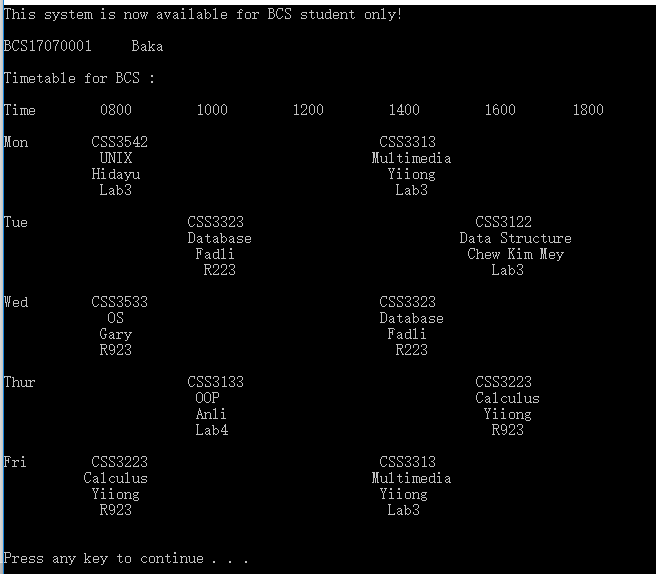 This system is now available for BCS student only!
BCS17070001 Baka
Timetable for BCS :
Time 0800 1000 1200 1400 1600 1800
Mon CSS3542 CSS3313
UNIX Multimedia
Hidayu Yiiong
Lab3 Lab3
Tue CSS3323 CSS3122
Database Data Structure
Fadli Chew Kim Mey
R223 Lab3
Wed CSS3533 CSS3323
OS Database
Gary Fadli
R923 R223
Thur CSS3133 CSS3223
OOP Calculus
Anli Yiiong
Lab4 R923
Fri CSS3223 CSS3313
Calculus Multimedia
Yiiong Yiiong
R923 Lab3
Press any key to continue . . .